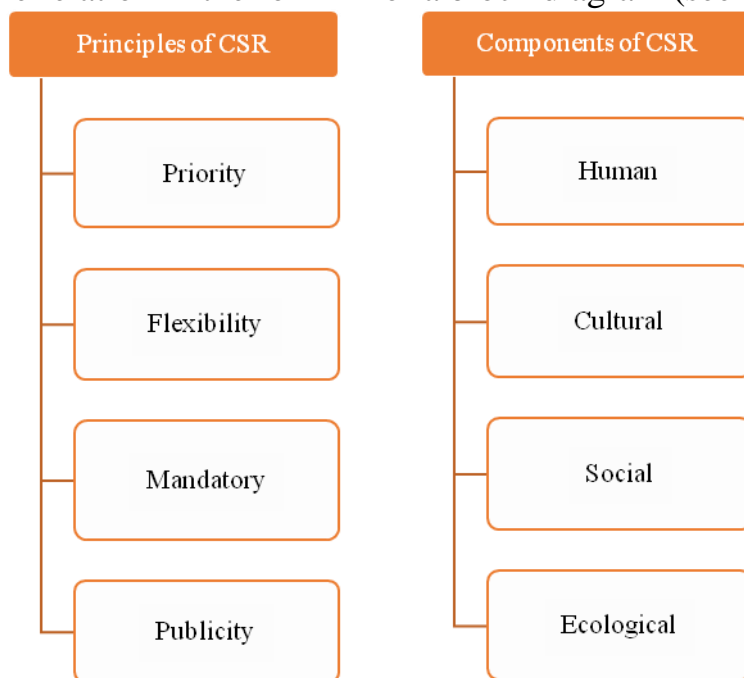 Principles of CSR
Priority
Flexibility
Mandatory
Publicity
Components of CSR
Human
Cultural
Social
Ecological